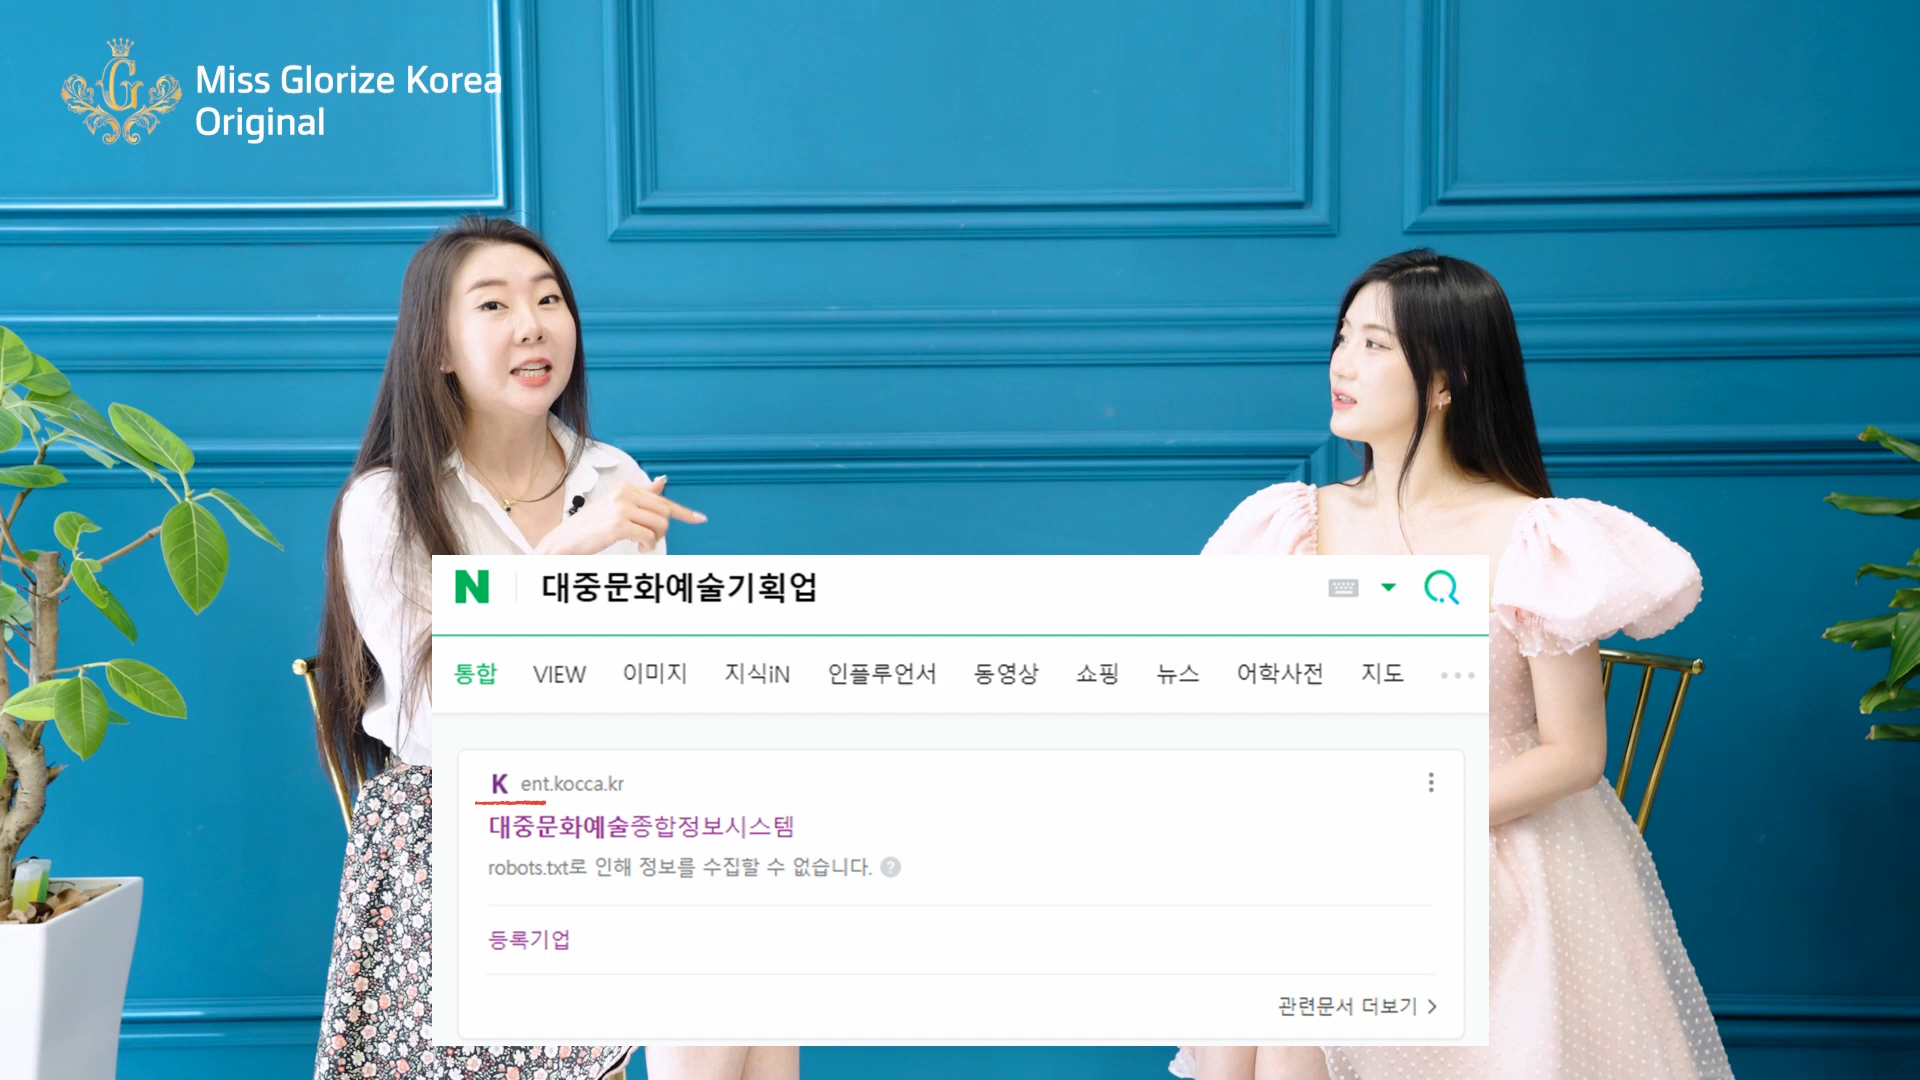 Miss Glorize Korea
Original
N 대중문화예술기획업
통합 VIEW 이미지 지식iN 인플루언서 동영상 쇼핑 뉴스 어학사전 지도
K ent.kocca.kr
대중문화예술종합정보시스템
robots.txt로 인해 정보를 수집할 수 없습니다. ?
등록기업
관련문서 더보기 >